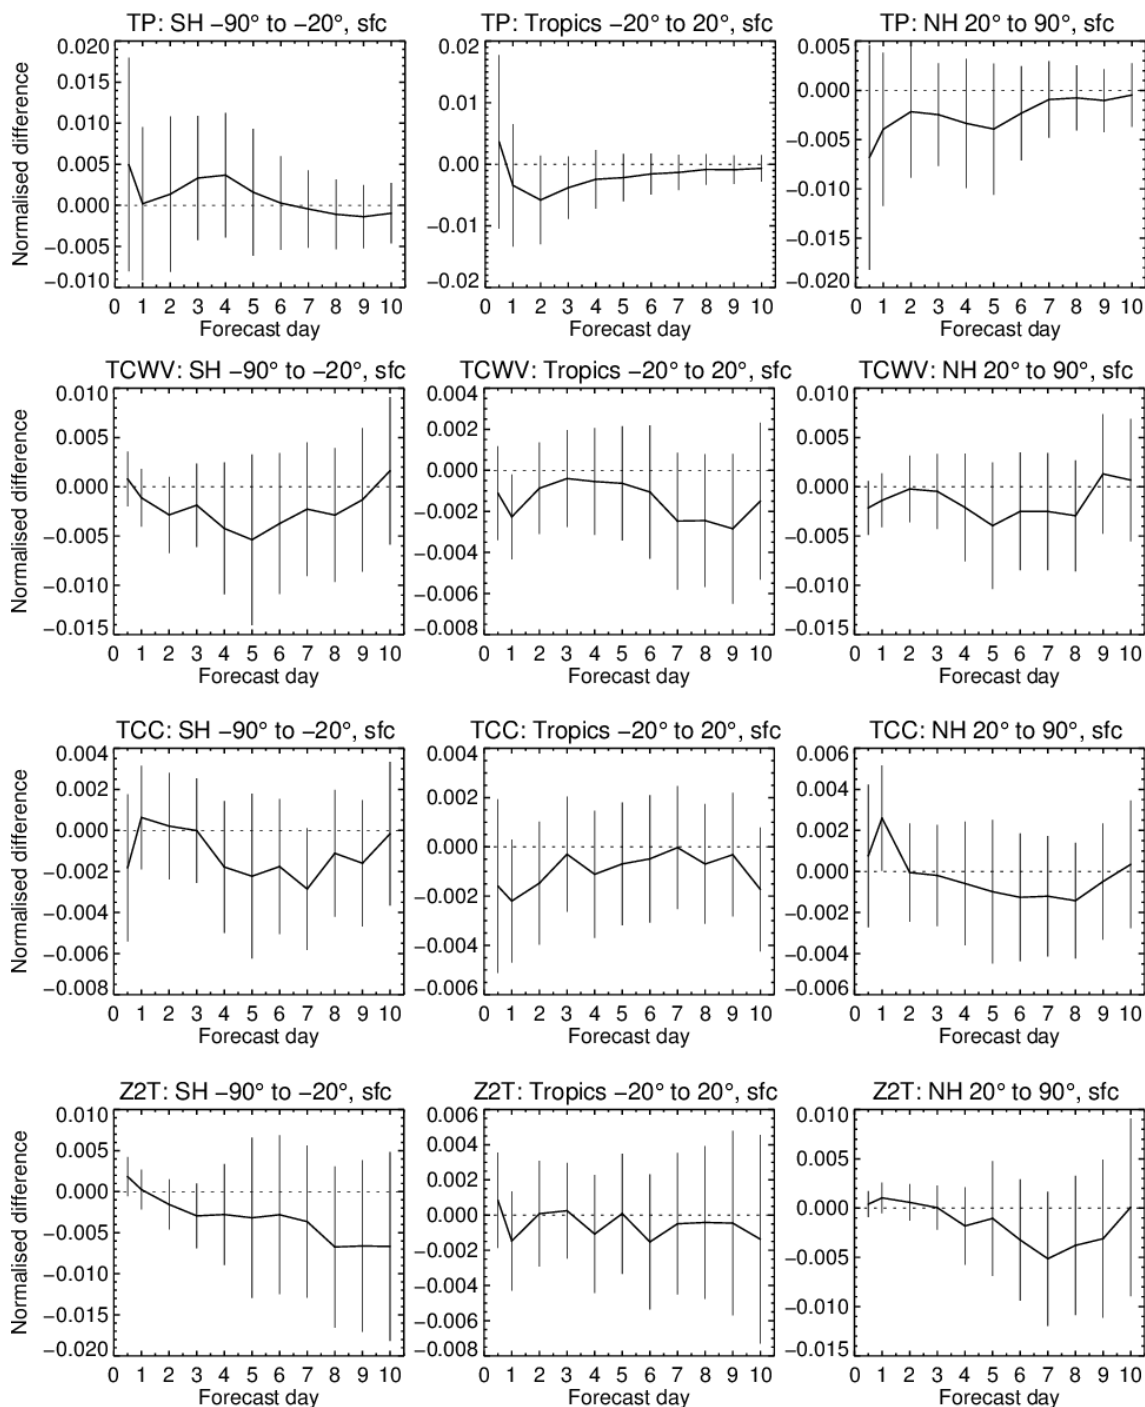 TP: SH −90° to −20°, sfc
TP: Tropics −20° to 20°, sfc
TP: NH 20° to 90°, sfc
Normalised difference
0.020
0.015
0.010
0.005
0.000
−0.005
−0.010
0 1 2 3 4 5 6 7 8 9 10
Forecast day
0.02
0.01
0.00
−0.01
−0.02
0 1 2 3 4 5 6 7 8 9 10
Forecast day
0.005
0.000
−0.005
−0.010
−0.015
−0.020
0 1 2 3 4 5 6 7 8 9 10
Forecast day
TCWV: SH −90° to −20°, sfc
TCWV: Tropics −20° to 20°, sfc
TCWV: NH 20° to 90°, sfc
Normalised difference
0.010
0.005
0.000
−0.005
−0.010
−0.015
0 1 2 3 4 5 6 7 8 9 10
Forecast day
0.004
0.002
0.000
−0.002
−0.004
−0.006
−0.008
0 1 2 3 4 5 6 7 8 9 10
Forecast day
0.010
0.005
0.000
−0.005
−0.010
−0.015
0 1 2 3 4 5 6 7 8 9 10
Forecast day
TCC: SH −90° to −20°, sfc
TCC: Tropics −20° to 20°, sfc
TCC: NH 20° to 90°, sfc
Normalised difference
0.004
0.002
0.000
−0.002
−0.004
−0.006
−0.008
0 1 2 3 4 5 6 7 8 9 10
Forecast day
0.004
0.002
0.000
−0.002
−0.004
−0.006
0 1 2 3 4 5 6 7 8 9 10
Forecast day
0.006
0.004
0.002
0.000
−0.002
−0.004
−0.006
0 1 2 3 4 5 6 7 8 9 10
Forecast day
Z2T: SH −90° to −20°, sfc
Z2T: Tropics −20° to 20°, sfc
Z2T: NH 20° to 90°, sfc
Normalised difference
0.010
0.005
0.000
−0.005
−0.010
−0.015
−0.020
0 1 2 3 4 5 6 7 8 9 10
Forecast day
0.006
0.004
0.002
0.000
−0.002
−0.004
−0.006
−0.008
0 1 2 3 4 5 6 7 8 9 10
Forecast day
0.010
0.005
0.000
−0.005
−0.010
−0.015
0 1 2 3 4 5 6 7 8 9 10
Forecast day